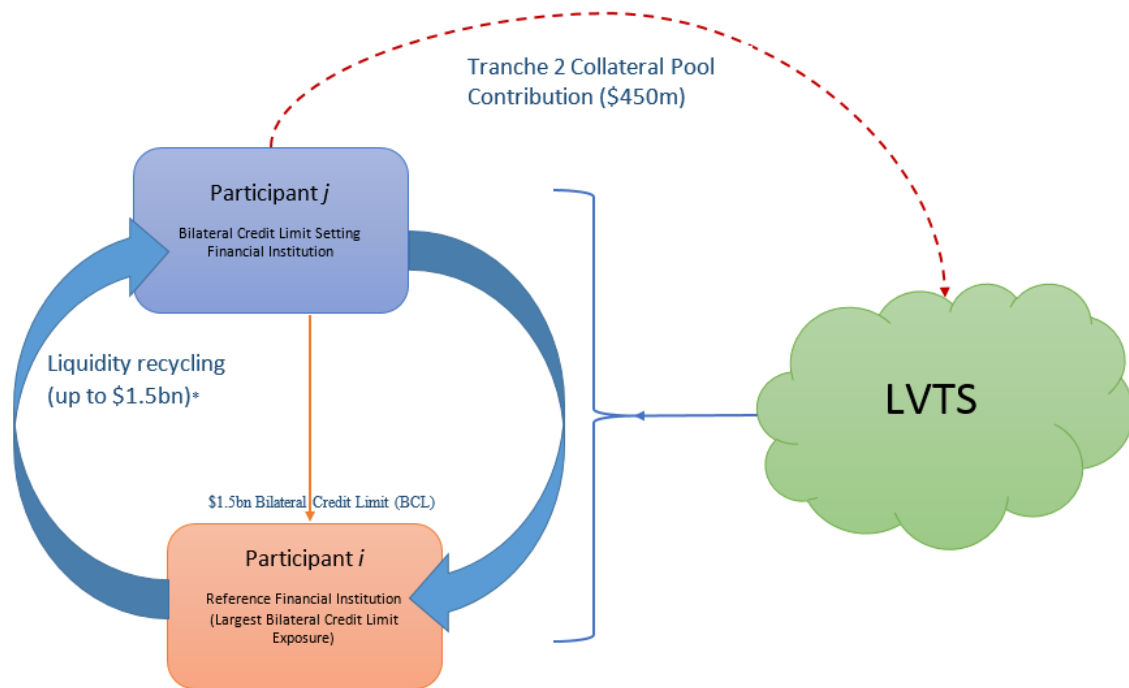 Tranche 2 Collateral Pool
Contribution ($450m)
Participant j
Bilateral Credit Limit Setting
Financial Institution
Liquidity recycling
(up to $1.5bn)*
LVTS
$1.5bn Bilateral Credit Limit (BCL)
Participant i
Reference Financial Institution
(Largest Bilateral Credit Limit
Exposure)